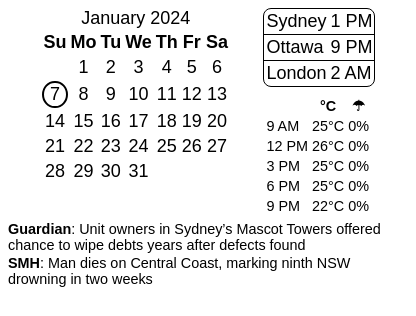 January 2024
Su Mo Tu We Th Fr Sa
1 2 3 4 5 6
7 8 9 10 11 12 13
14 15 16 17 18 19 20
21 22 23 24 25 26 27
28 29 30 31
Sydney 1 PM
Ottawa 9 PM
London 2 AM
°C ☂
9 AM 25°C 0%
12 PM 26°C 0%
3 PM 25°C 0%
6 PM 25°C 0%
9 PM 22°C 0%
Guardian: Unit owners in Sydney's Mascot Towers offered
chance to wipe debts years after defects found
SMH: Man dies on Central Coast, marking ninth NSW
drowning in two weeks